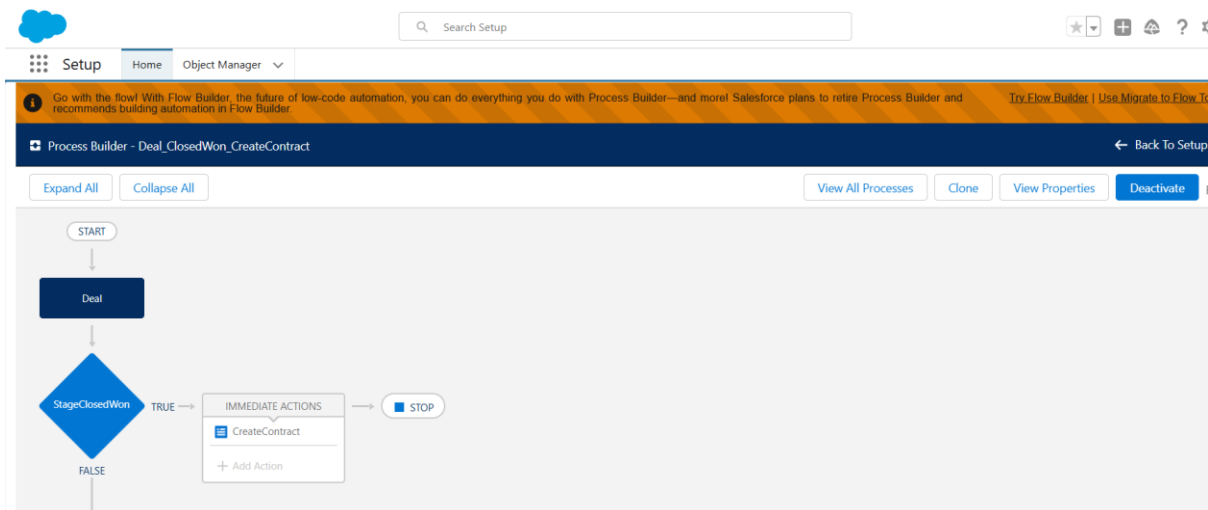 Search Setup
Setup Home Object Manager
Go with the flow! With Flow Builder, the future of low-code automation, you can do everything you do with Process Builder—and more! Salesforce plans to retire Process Builder and
recommends building automation in Flow Builder.
Try Flow Builder | Use Migrate to Flow
Process Builder - Deal_ClosedWon_CreateContract
Back To Setup
Expand All Collapse All View All Processes Clone View Properties Deactivate
START
Deal
StageClosedWon TRUE IMMEDIATE ACTIONS STOP
CreateContract
+ Add Action
FALSE